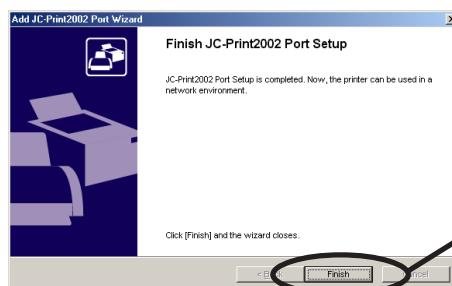 Add JC-Print2002 Port Wizard
Finish JC-Print2002 Port Setup
JC-Print2002 Port Setup is completed. Now, the printer can be used in a
network environment.
Click [Finish] and the wizard closes.
Finish